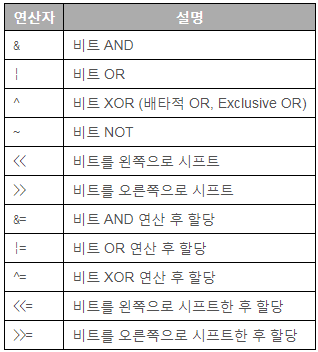 연산자 설명
& 비트 AND
| 비트 OR
^ 비트 XOR (배타적 OR, Exclusive OR)
~ 비트 NOT
<< 비트를 왼쪽으로 시프트
>> 비트를 오른쪽으로 시프트
&= 비트 AND 연산 후 할당
|= 비트 OR 연산 후 할당
^= 비트 XOR 연산 후 할당
<<= 비트를 왼쪽으로 시프트한 후 할당
>>= 비트를 오른쪽으로 시프트한 후 할당